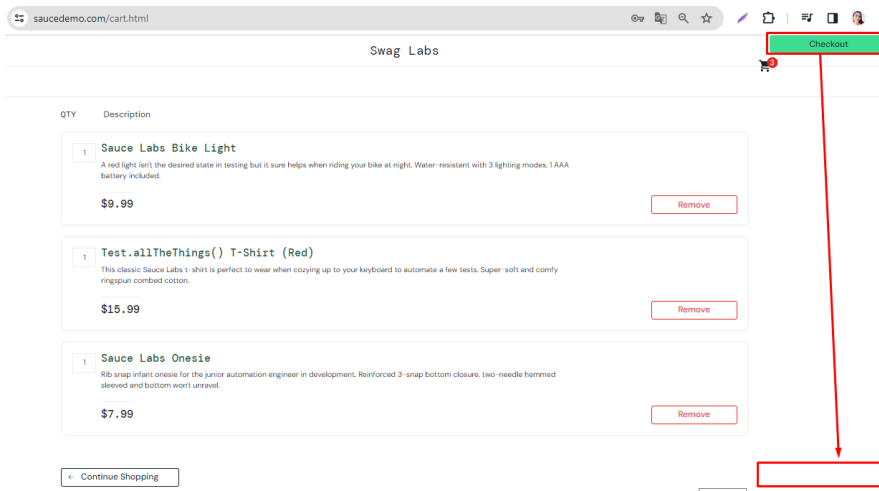 saucedemo.com/cart.html
Checkout
Swag Labs
3
QTY Description
1
Sauce Labs Bike Light
A red light isn't the desired state in testing but it sure helps when riding your bike at night. Water-resistant with 3 lighting modes, 1 AAA
battery included.
$9.99
Remove
1
Test.allTheThings() T-Shirt (Red)
This classic Sauce Labs t-shirt is perfect to wear when cozying up to your keyboard to automate a few tests. Super-soft and comfy
ringspun combed cotton.
$15.99
Remove
1
Sauce Labs Onesie
Rib snap infant onesie for the junior automation engineer in development. Reinforced 3-snap bottom closure, two-needle hemmed
sleeved and bottom won't unravel.
$7.99
Remove
← Continue Shopping